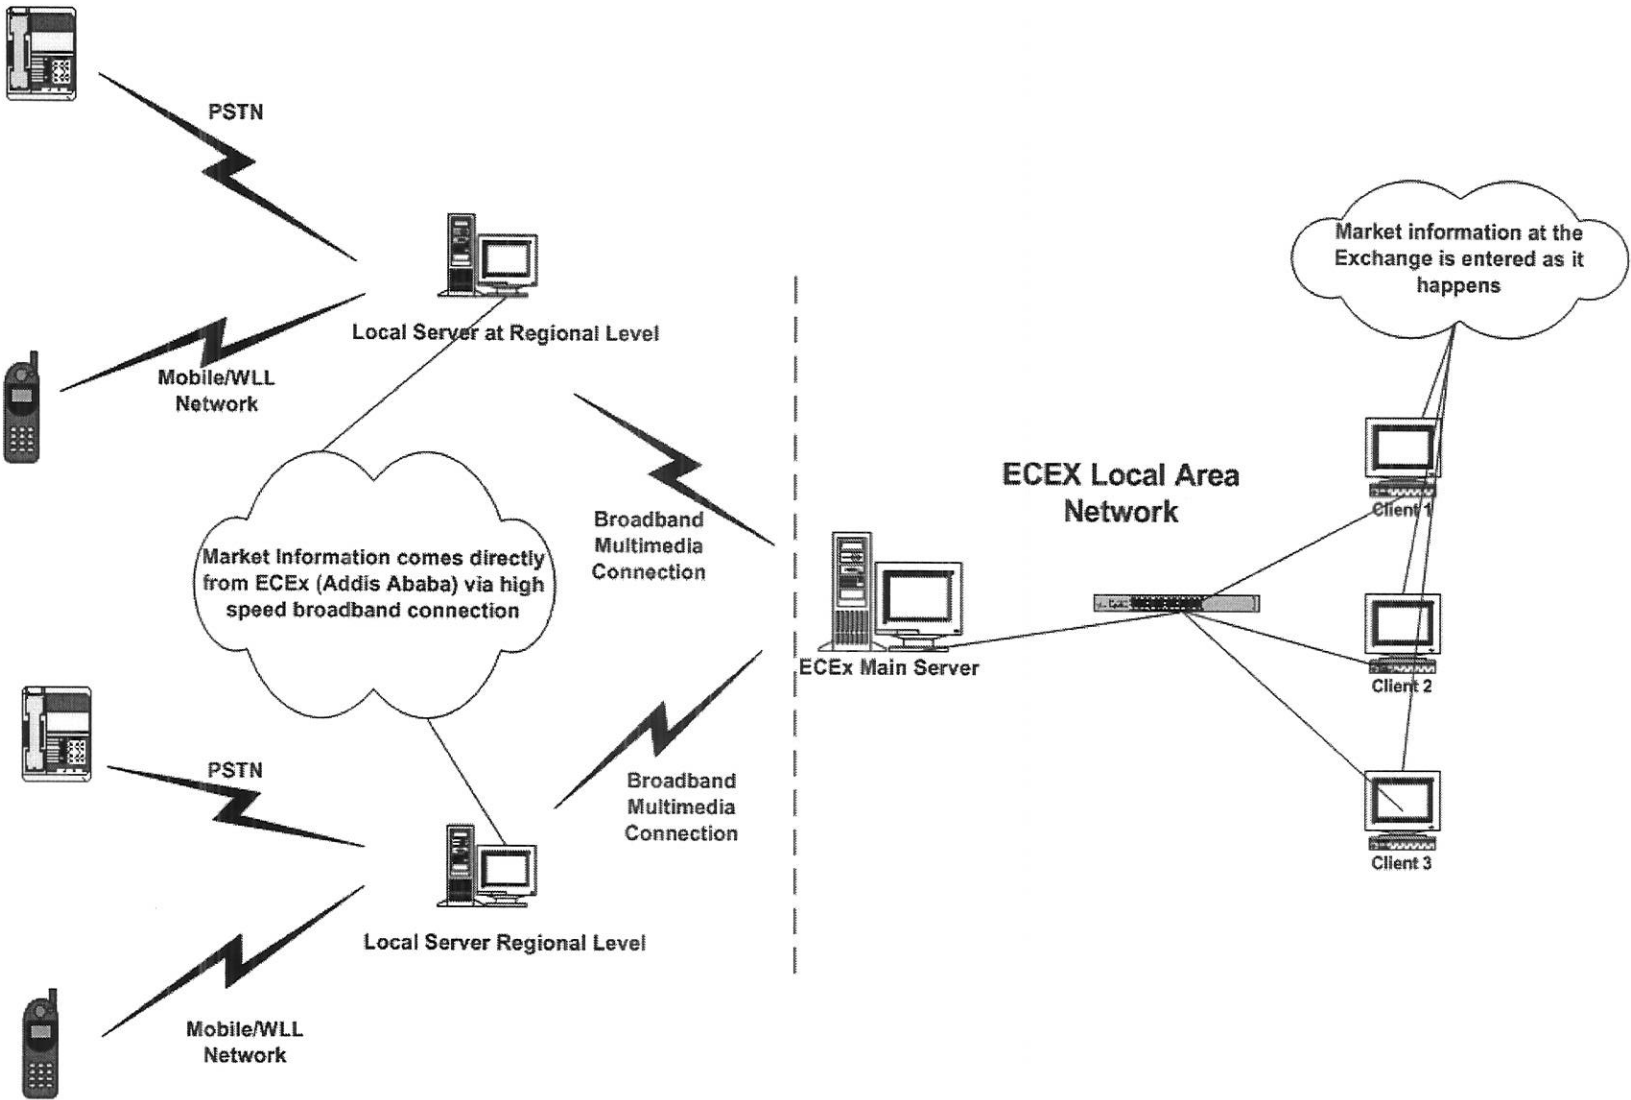 PSTN
Local Server at Regional Level
Mobile/WLL
Network
Market Information comes directly
from ECEx (Addis Ababa) via high
speed broadband connection
Broadband
Multimedia
Connection
PSTN
Broadband
Multimedia
Connection
Local Server Regional Level
Mobile/WLL
Network
Market information at the
Exchange is entered as it
happens
ECEX Local Area
Network
ECEx Main Server
Client 1
Client 2
Client 3